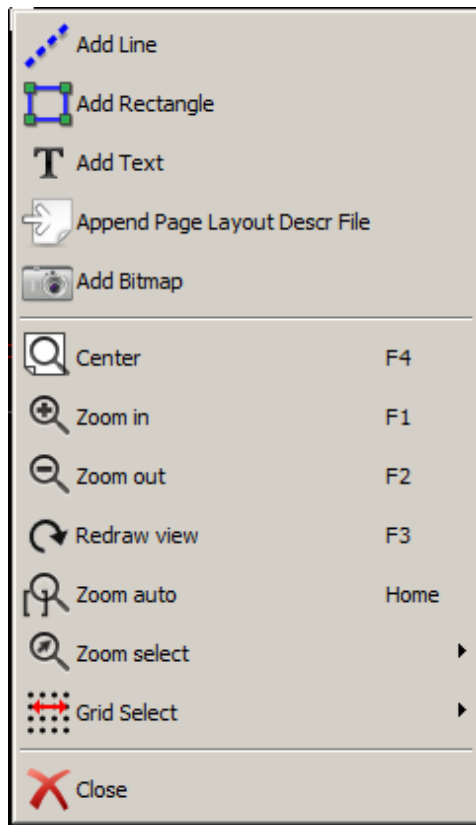 Add Line
Add Rectangle
T Add Text
Append Page Layout Descr File
Add Bitmap
Center F4
Zoom in F1
Zoom out F2
Redraw view F3
Zoom auto Home
Zoom select
Grid Select
Close